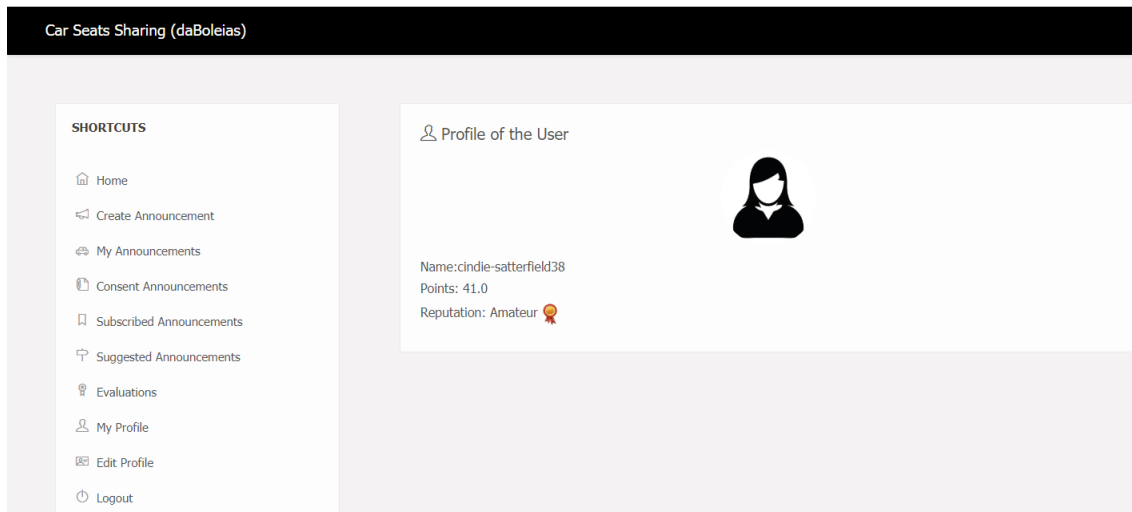 Car Seats Sharing (daBoleias)
SHORTCUTS
Home
Create Announcement
My Announcements
Consent Announcements
Subscribed Announcements
Suggested Announcements
Evaluations
My Profile
Edit Profile
Logout
Profile of the User
Name:cindie-satterfield38
Points: 41.0
Reputation: Amateur